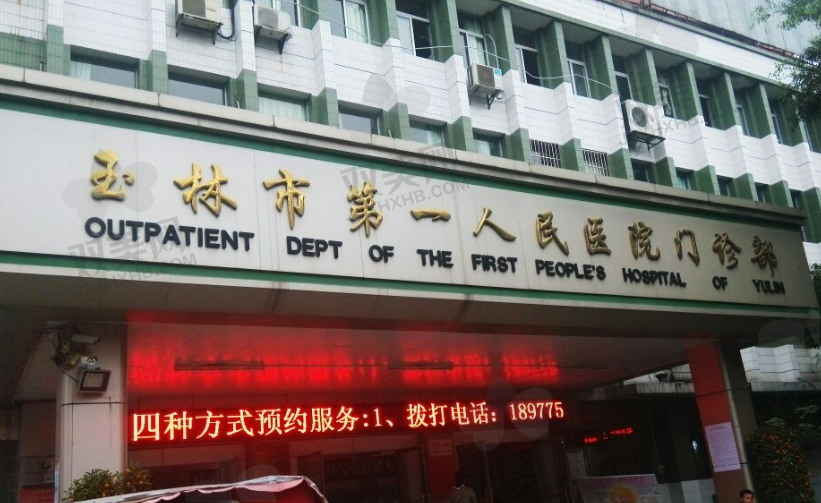 玉林市第一人民医院门诊部
OUTPATIENT DEPT OF THE FIRST PEOPLE'S HOSPITAL OF YULIN
四种方式预约服务:1、拨打电话：189775